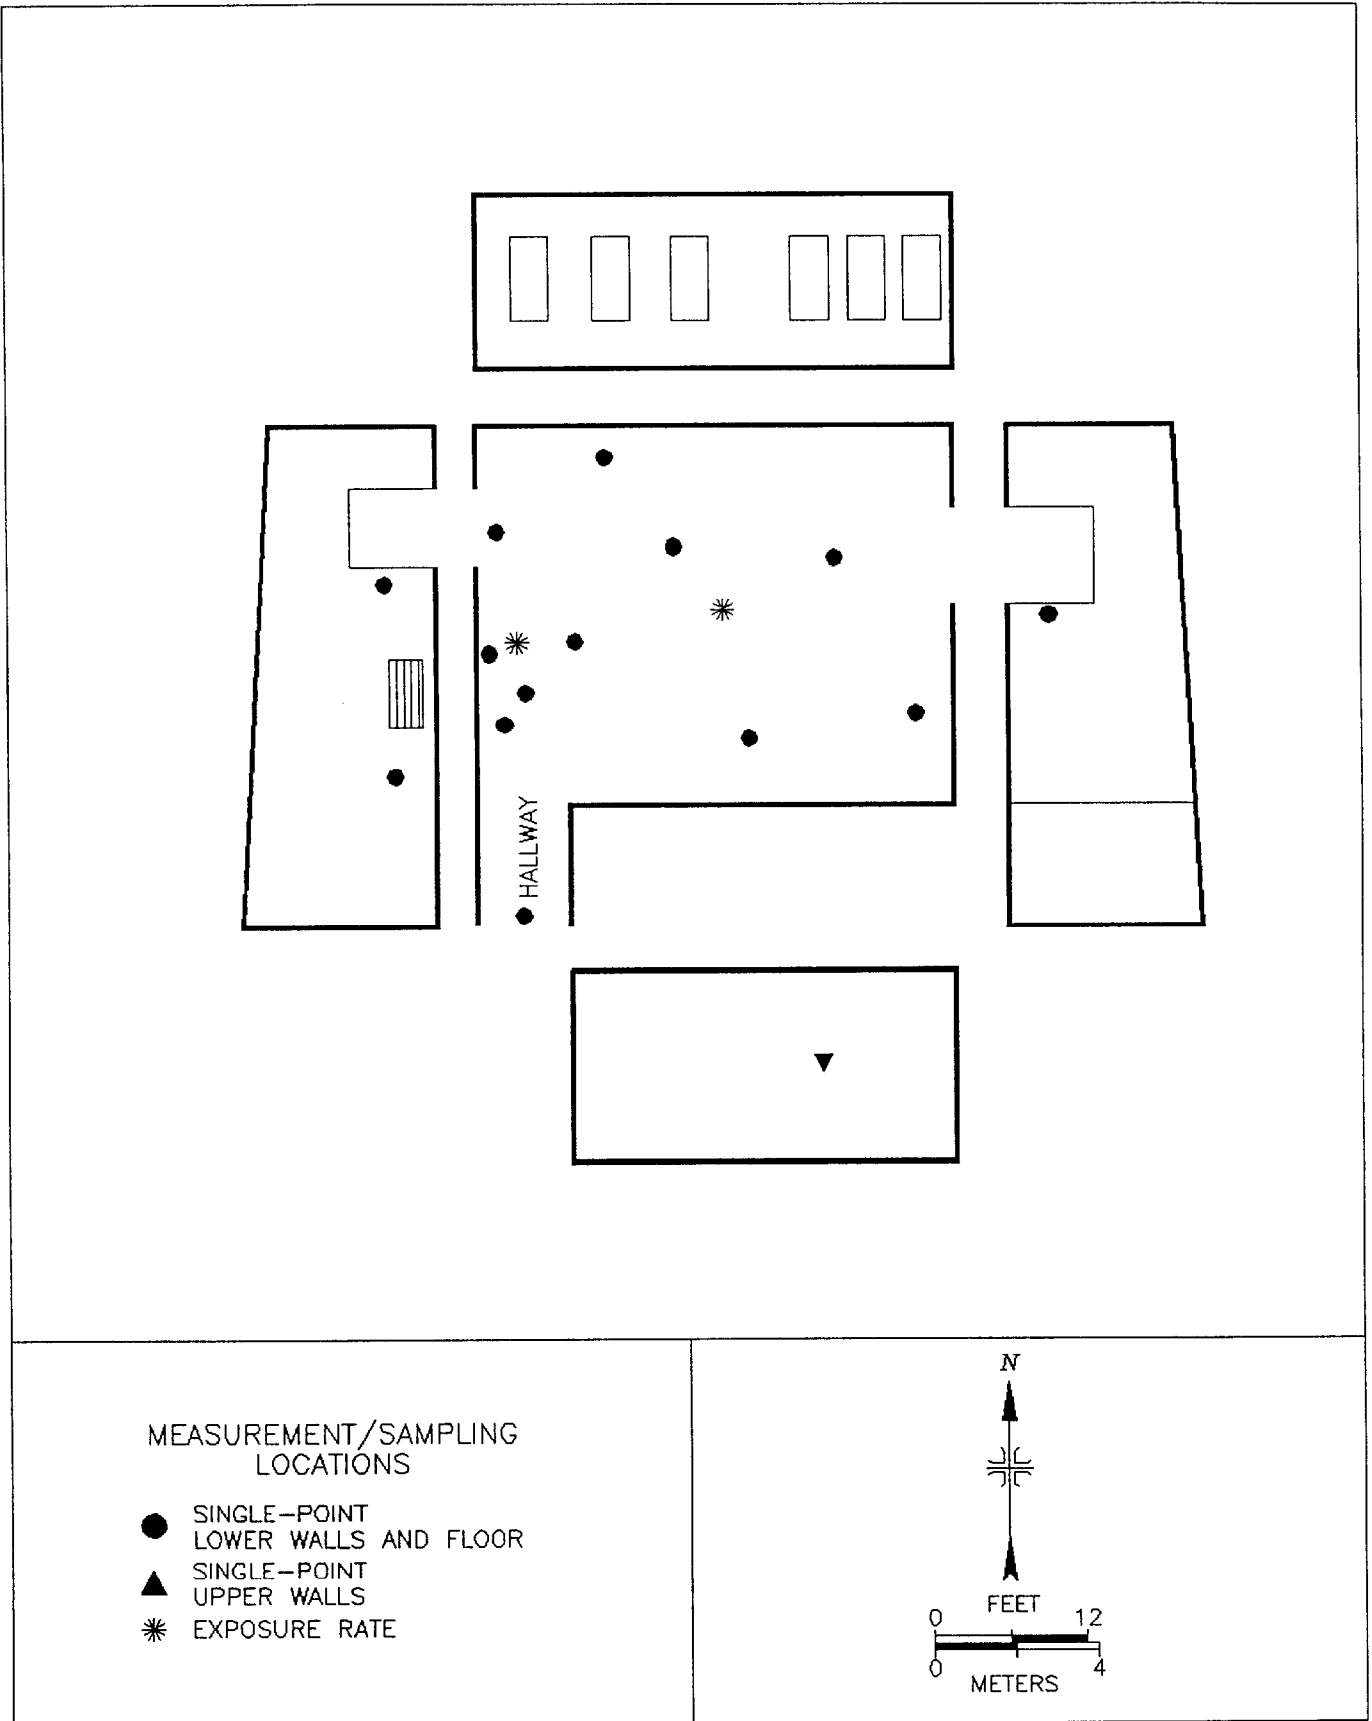 HALLWAY
MEASUREMENT/SAMPLING
LOCATIONS
SINGLE-POINT
LOWER WALLS AND FLOOR
SINGLE-POINT
UPPER WALLS
EXPOSURE RATE
N
FEET
0 12
0 4
METERS